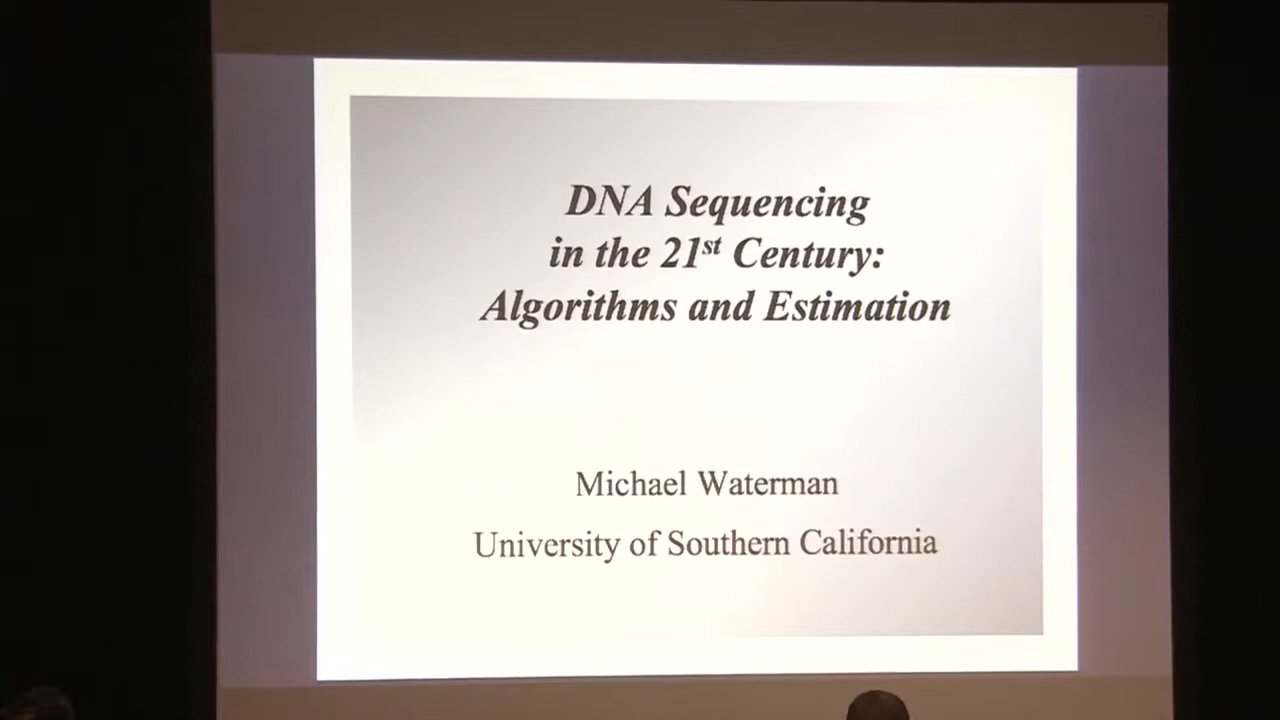 DNA Sequencing
in the 21st Century:
Algorithms and Estimation
Michael Waterman
University of Southern California